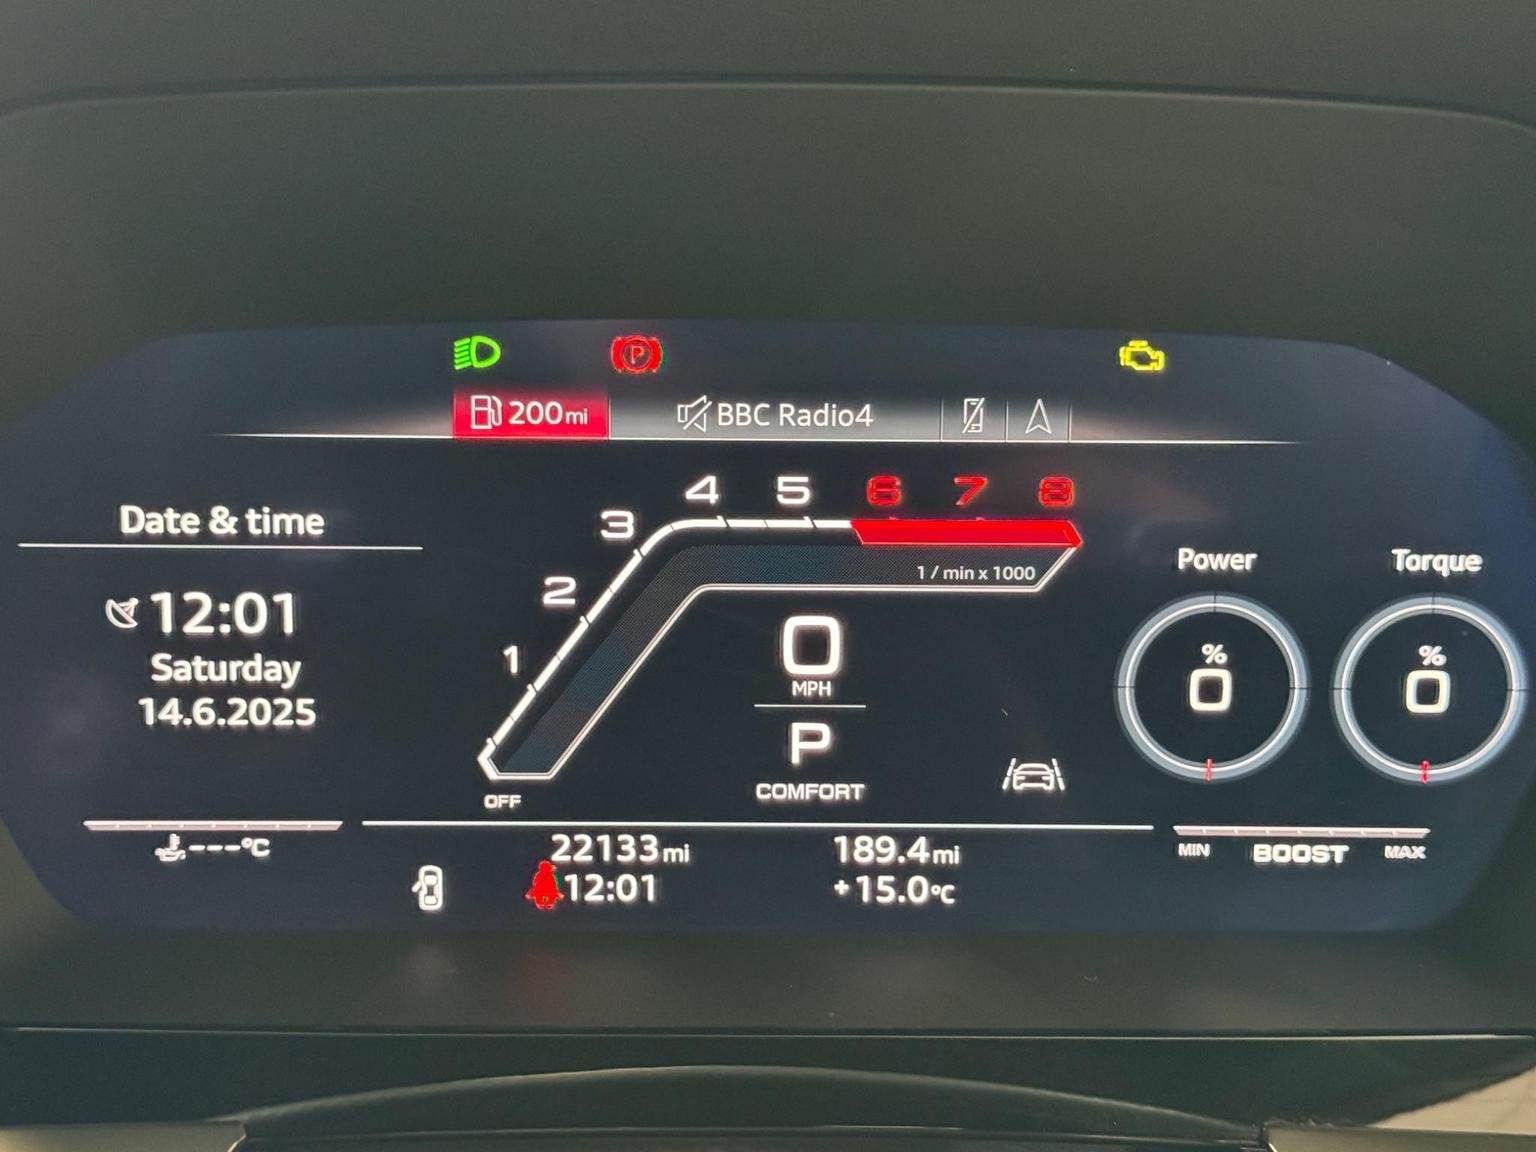 P
200mi
BBC Radio4
Date & time
12:01
Saturday
14.6.2025
---°C
1 2 3 4 5 6 7 8
1 / min x 1000
OFF
0
MPH
P
COMFORT
Power
%
0
Torque
%
0
MIN BOOST MAX
22133mi 189.4mi
12:01 +15.0°C